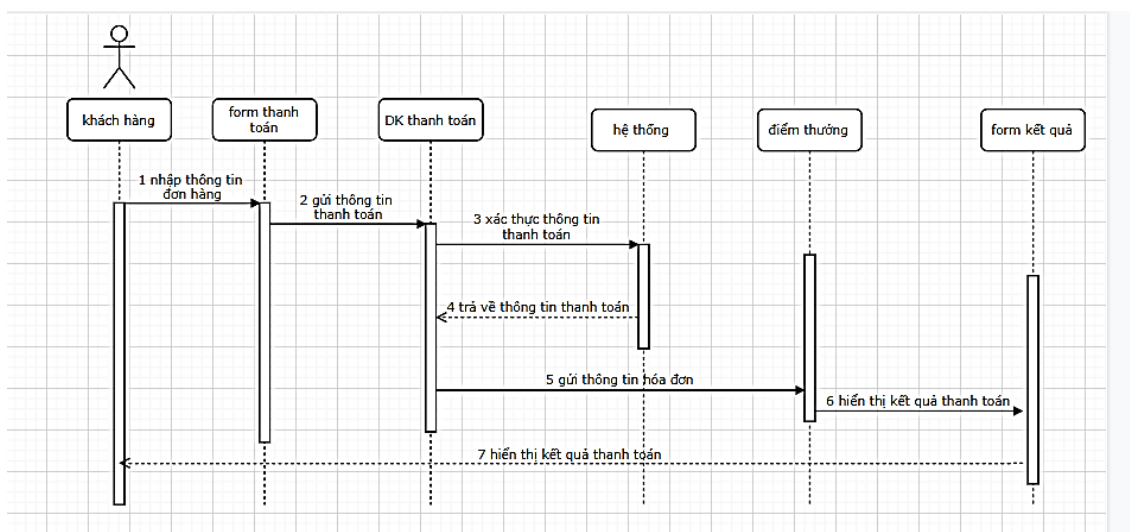 khách hàng
form thanh
toán
DK thanh toán
hệ thống
điểm thưởng
form kết quả
1 nhập thông tin
đơn hàng
2 gửi thông tin
thanh toán
3 xác thực thông tin
thanh toán
4 trả về thông tin thanh toán
5 gửi thông tin hóa đơn
6 hiển thị kết quả thanh toán
7 hiển thị kết quả thanh toán